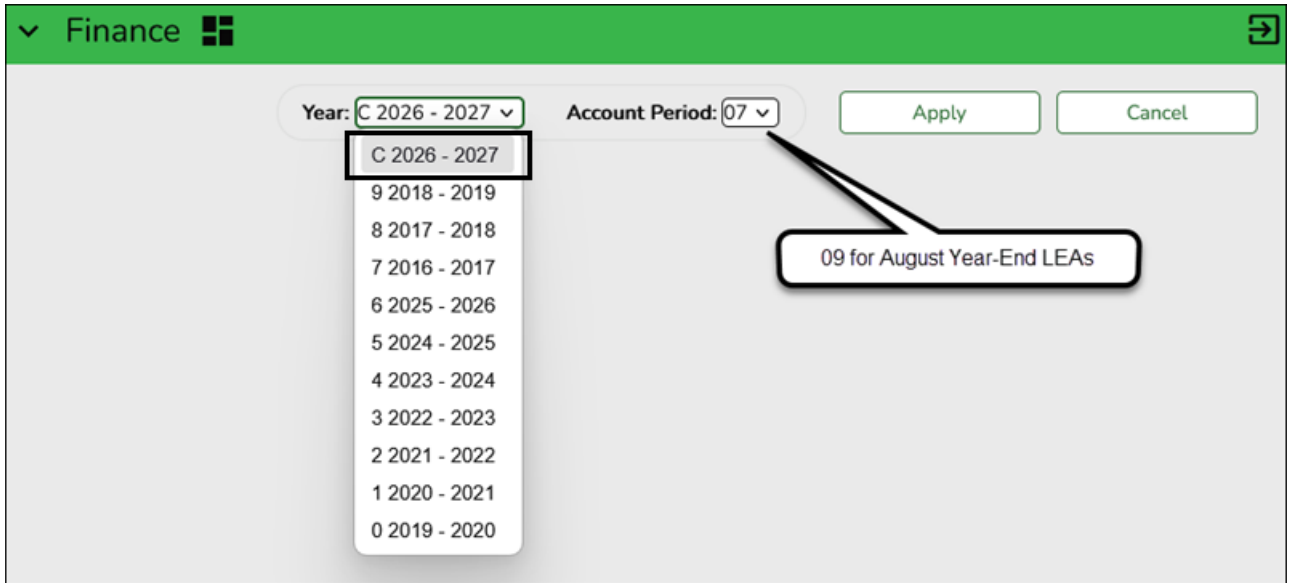 Finance
Year: C 2026 - 2027 Account Period: 07 Apply Cancel
C 2026 - 2027
9 2018 - 2019
8 2017 - 2018
7 2016 - 2017
6 2025 - 2026
5 2024 - 2025
4 2023 - 2024
3 2022 - 2023
2 2021 - 2022
1 2020 - 2021
0 2019 - 2020
09 for August Year-End LEAs